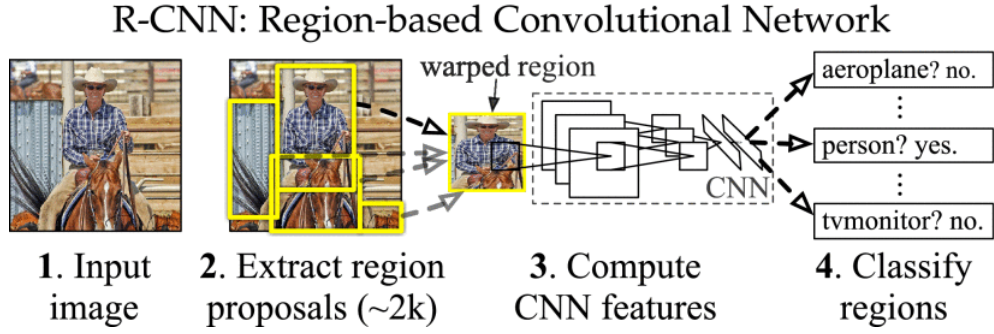 R-CNN: Region-based Convolutional Network
warped region
aeroplane? no.
person? yes.
CNN
tvmonitor? no.
1. Input
image
2. Extract region
proposals (~2k)
3. Compute
CNN features
4. Classify
regions